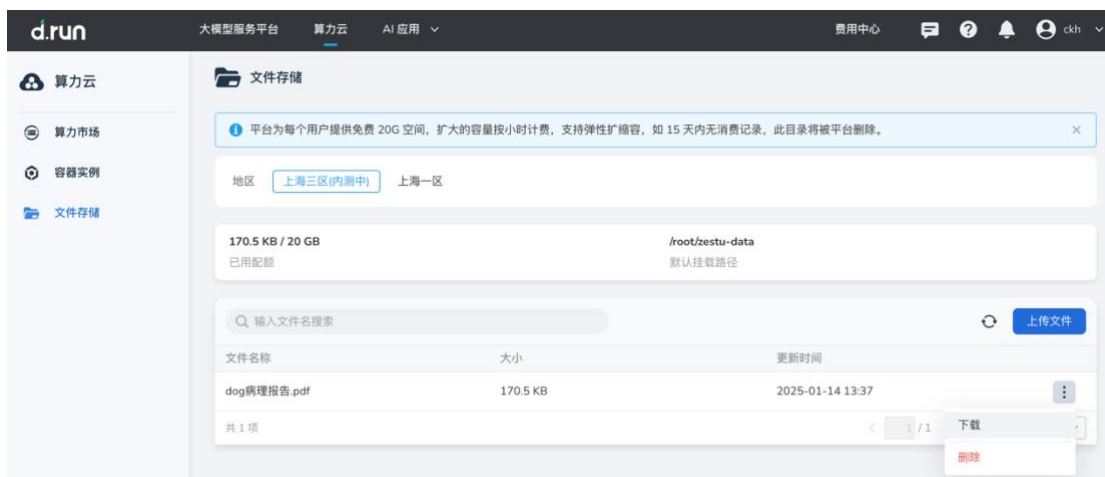 d.run 大模型服务平台 算力云 AI 应用 费用中心 ckh
算力云
算力市场
容器实例
文件存储
文件存储
平台为每个用户提供免费 20G 空间，扩大的容量按小时计费，支持弹性扩缩容，如 15 天内无消费记录，此目录将被平台删除。
地区 上海三区(内测中) 上海一区
170.5 KB / 20 GB /root/zestu-data
已用配额 默认挂载路径
输入文件名搜索 上传文件
文件名称 大小 更新时间
dog病理报告.pdf 170.5 KB 2025-01-14 13:37
共 1 项 1 / 1
下载
删除